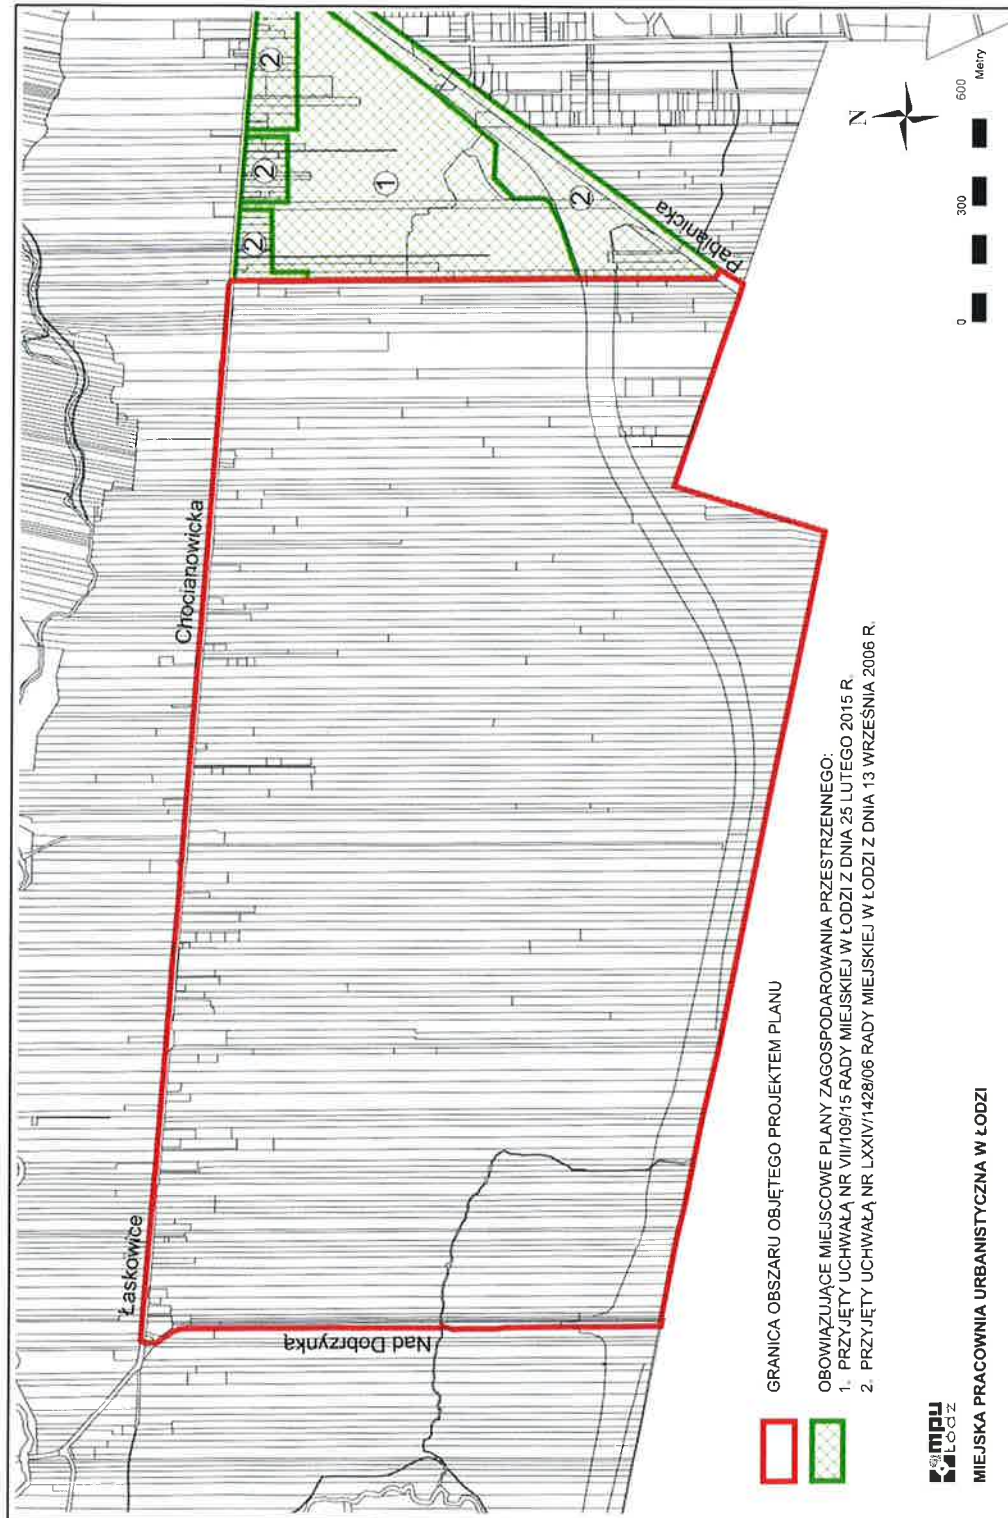 Łaskowice
Chocianowicka
Nad Dobrzynką
Pabianicka
2
2
2
1
2
N
0 300 600
Metry
GRANICA OBSZARU OBJĘTEGO PROJEKTEM PLANU
OBOWIĄZUJĄCE MIEJSCOWE PLANY ZAGOSPODAROWANIA PRZESTRZENNEGO:
1. PRZYJĘTY UCHWAŁĄ NR VII/109/15 RADY MIEJSKIEJ W ŁODZI Z DNIA 25 LUTEGO 2015 R.
2. PRZYJĘTY UCHWAŁĄ NR LXXIV/1428/06 RADY MIEJSKIEJ W ŁODZI Z DNIA 13 WRZEŚNIA 2006 R.
mpu
Łódź
MIEJSKA PRACOWNIA URBANISTYCZNA W ŁODZI